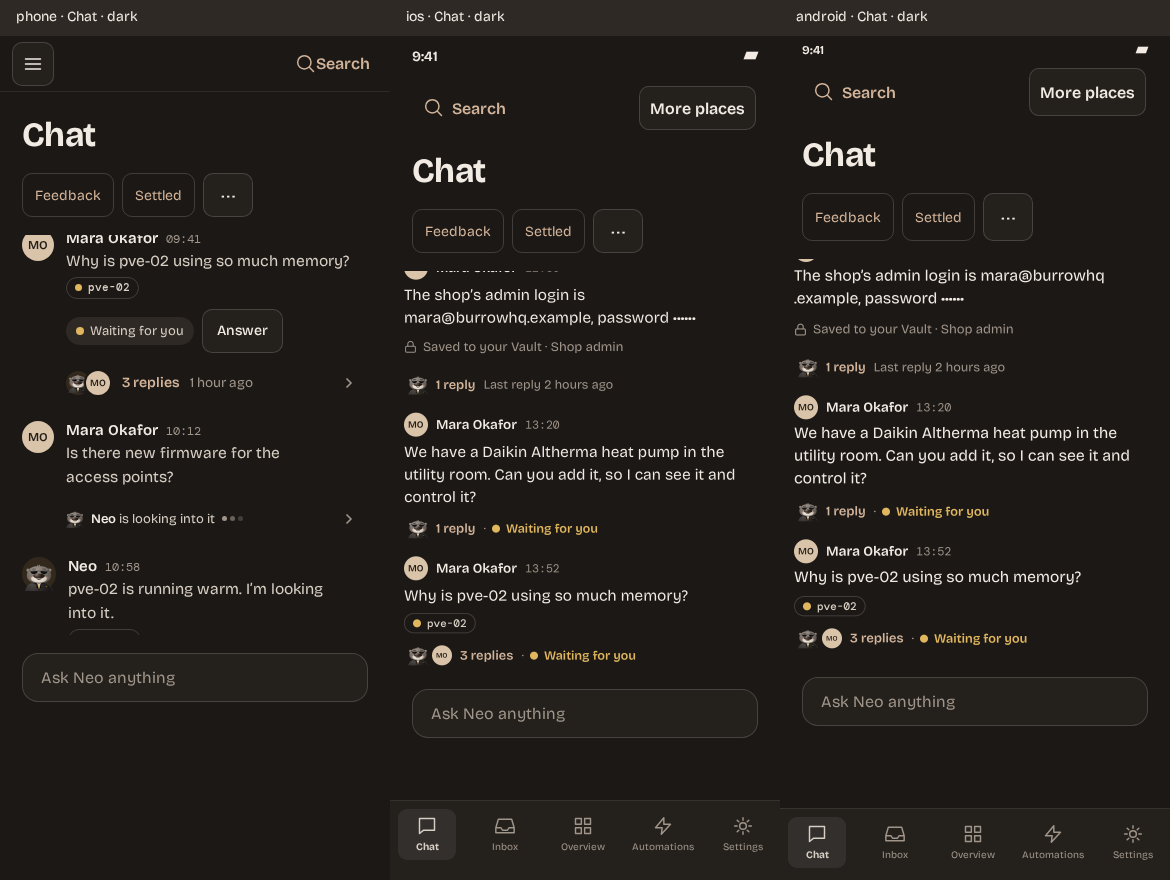 phone · Chat · dark
Search
Chat
Feedback
Settled
...
MO
Mara Okafor 09:41
Why is pve-02 using so much memory?
pve-02
Waiting for you
Answer
MO
3 replies 1 hour ago
MO
Mara Okafor 10:12
Is there new firmware for the
access points?
Neo is looking into it
Neo 10:58
pve-02 is running warm. I'm looking
into it.
Ask Neo anything
ios · Chat · dark
9:41
Search
More places
Chat
Feedback
Settled
...
Mara Okafor
The shop's admin login is
mara@burrowhq.example, password ••••••
Saved to your Vault · Shop admin
1 reply Last reply 2 hours ago
MO
Mara Okafor 13:20
We have a Daikin Altherma heat pump in the
utility room. Can you add it, so I can see it and
control it?
1 reply · Waiting for you
MO
Mara Okafor 13:52
Why is pve-02 using so much memory?
pve-02
MO
3 replies · Waiting for you
Ask Neo anything
Chat
Inbox
Overview
Automations
Settings
android · Chat · dark
9:41
Search
More places
Chat
Feedback
Settled
...
The shop's admin login is mara@burrowhq
.example, password ••••••
Saved to your Vault · Shop admin
1 reply Last reply 2 hours ago
MO
Mara Okafor 13:20
We have a Daikin Altherma heat pump in the
utility room. Can you add it, so I can see it and
control it?
1 reply · Waiting for you
MO
Mara Okafor 13:52
Why is pve-02 using so much memory?
pve-02
MO
3 replies · Waiting for you
Ask Neo anything
Chat
Inbox
Overview
Automations
Settings